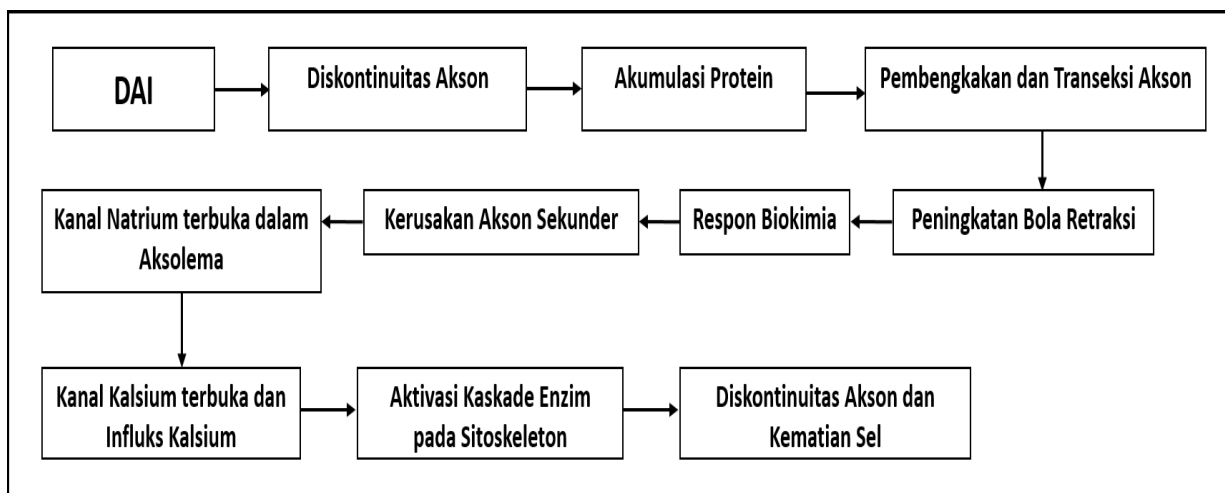 DAI
Diskontinuitas Akson
Akumulasi Protein
Pembengkakan dan Transeksi Akson
Peningkatan Bola Retraksi
Respon Biokimia
Kerusakan Akson Sekunder
Kanal Natrium terbuka dalam
Aksolema
Kanal Kalsium terbuka dan
Influks Kalsium
Aktivasi Kaskade Enzim
pada Sitoskeleton
Diskontinuitas Akson dan
Kematian Sel